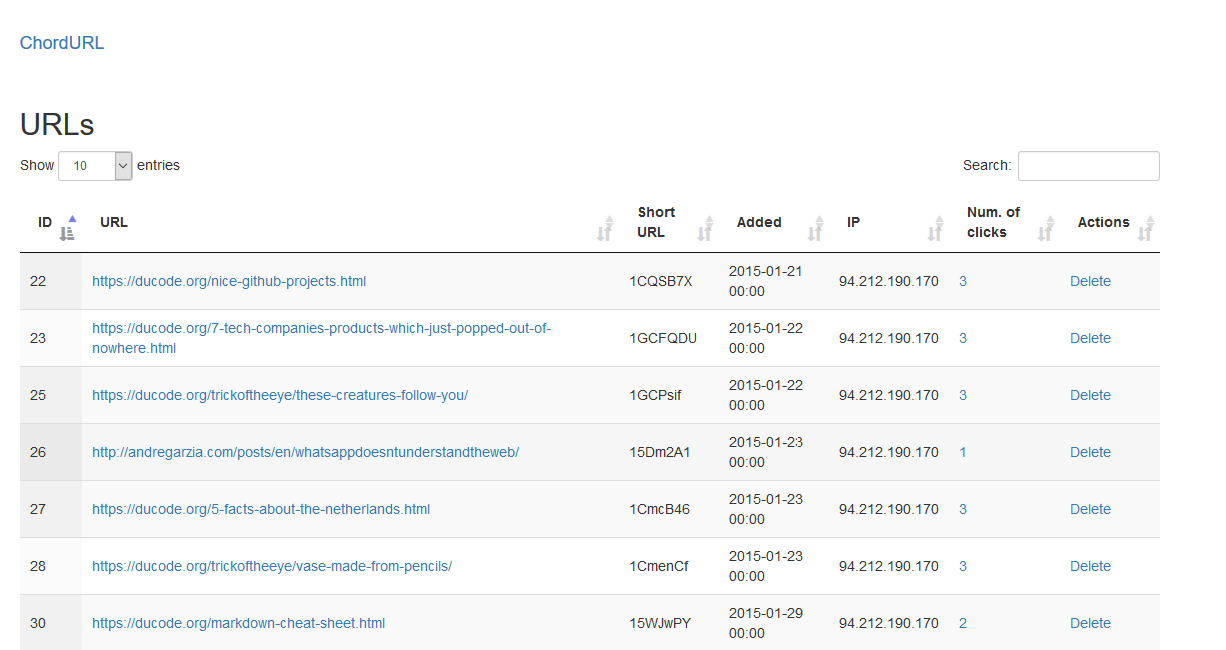 ChordURL
URLs
Show 10 entries Search:
ID URL Short URL Added IP Num. of clicks Actions
22 https://ducode.org/nice-github-projects.html 1CQSB7X 2015-01-21 00:00 94.212.190.170 3 Delete
23 https://ducode.org/7-tech-companies-products-which-just-popped-out-of-nowhere.html 1GCFQDU 2015-01-22 00:00 94.212.190.170 3 Delete
25 https://ducode.org/trickoftheeye/these-creatures-follow-you/ 1GCPsif 2015-01-22 00:00 94.212.190.170 3 Delete
26 http://andregarzia.com/posts/en/whatsappdoesntunderstandtheweb/ 15Dm2A1 2015-01-23 00:00 94.212.190.170 1 Delete
27 https://ducode.org/5-facts-about-the-netherlands.html 1CmcB46 2015-01-23 00:00 94.212.190.170 3 Delete
28 https://ducode.org/trickoftheeye/vase-made-from-pencils/ 1CmenCf 2015-01-23 00:00 94.212.190.170 3 Delete
30 https://ducode.org/markdown-cheat-sheet.html 15WJwPY 2015-01-29 00:00 94.212.190.170 2 Delete